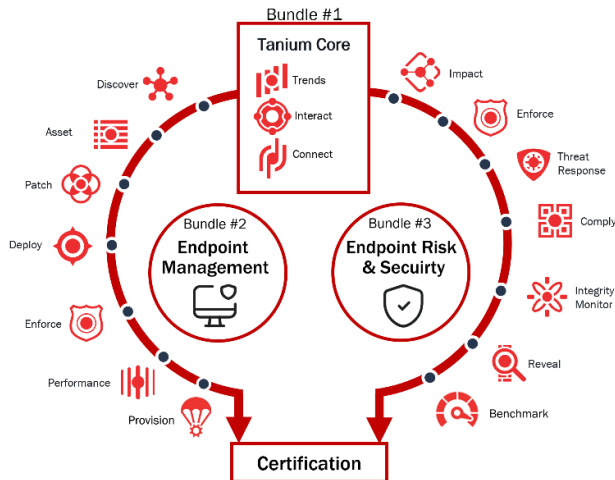 Bundle #1
Tanium Core
Trends
Interact
Connect
Discover
Asset
Patch
Deploy
Enforce
Performance
Provision
Bundle #2
Endpoint
Management
Bundle #3
Endpoint Risk
& Secuirty
Impact
Enforce
Threat
Response
Comply
Integrity
Monitor
Reveal
Benchmark
Certification